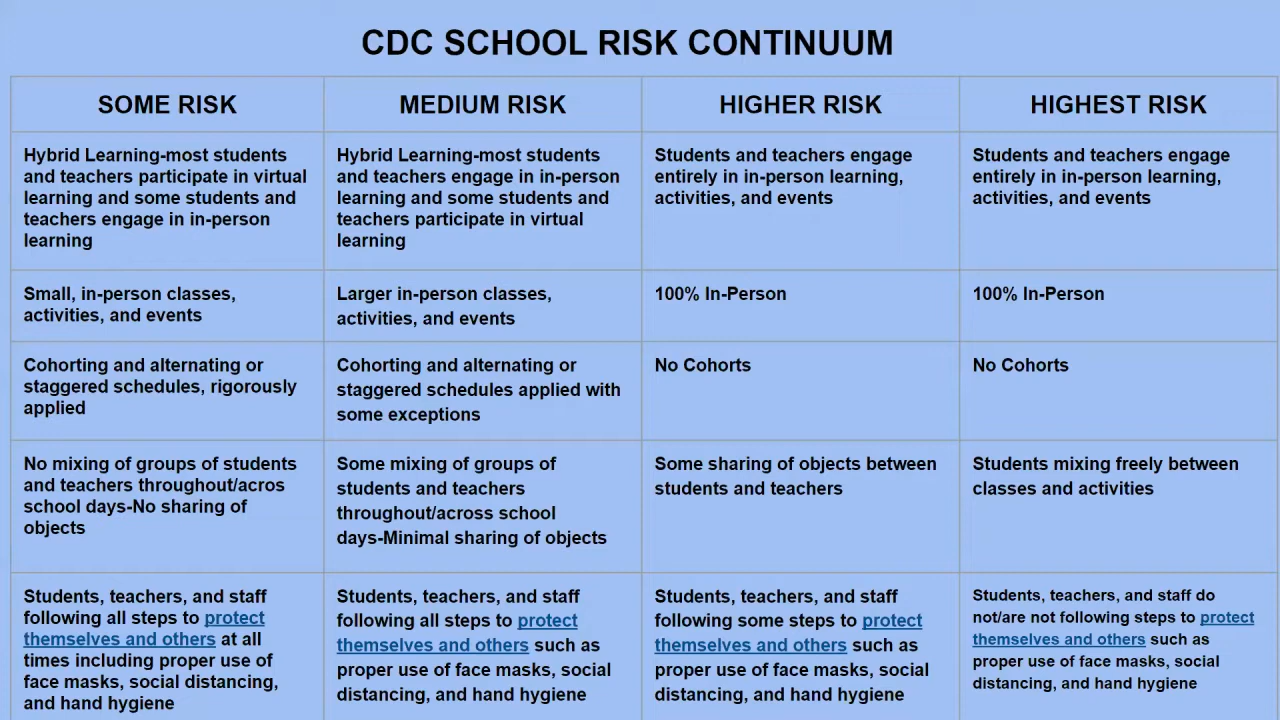 CDC SCHOOL RISK CONTINUUM
SOME RISK
MEDIUM RISK
HIGHER RISK
HIGHEST RISK
Hybrid Learning-most students
and teachers participate in virtual
learning and some students and
teachers engage in in-person
learning
Hybrid Learning-most students
and teachers engage in in-person
learning and some students and
teachers participate in virtual
learning
Students and teachers engage
entirely in in-person learning,
activities, and events
Students and teachers engage
entirely in in-person learning,
activities, and events
Small, in-person classes,
activities, and events
Larger in-person classes,
activities, and events
100% In-Person
100% In-Person
Cohorting and alternating or
staggered schedules, rigorously
applied
Cohorting and alternating or
staggered schedules applied with
some exceptions
No Cohorts
No Cohorts
No mixing of groups of students
and teachers throughout/acros
school days-No sharing of
objects
Some mixing of groups of
students and teachers
throughout/across school
days-Minimal sharing of objects
Some sharing of objects between
students and teachers
Students mixing freely between
classes and activities
Students, teachers, and staff
following all steps to protect
themselves and others at all
times including proper use of
face masks, social distancing,
and hand hygiene
Students, teachers, and staff
following all steps to protect
themselves and others such as
proper use of face masks, social
distancing, and hand hygiene
Students, teachers, and staff
following some steps to protect
themselves and others such as
proper use of face masks, social
distancing, and hand hygiene
Students, teachers, and staff do
not/are not following steps to protect
themselves and others such as
proper use of face masks, social
distancing, and hand hygiene